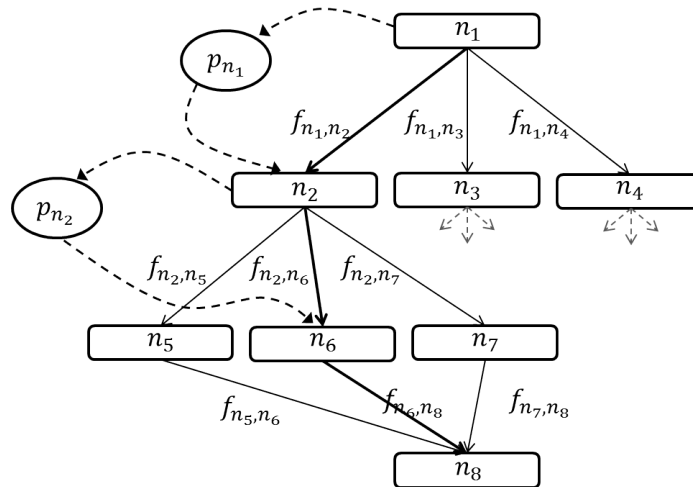 n₁
pₙ₁
fₙ₁,ₙ₂
fₙ₁,ₙ₃
fₙ₁,ₙ₄
n₂
n₃
n₄
pₙ₂
fₙ₂,ₙ₅
fₙ₂,ₙ₆
fₙ₂,ₙ₇
n₅
n₆
n₇
fₙ₅,ₙ₆
fₙ₆,ₙ₈
fₙ₇,ₙ₈
n₈